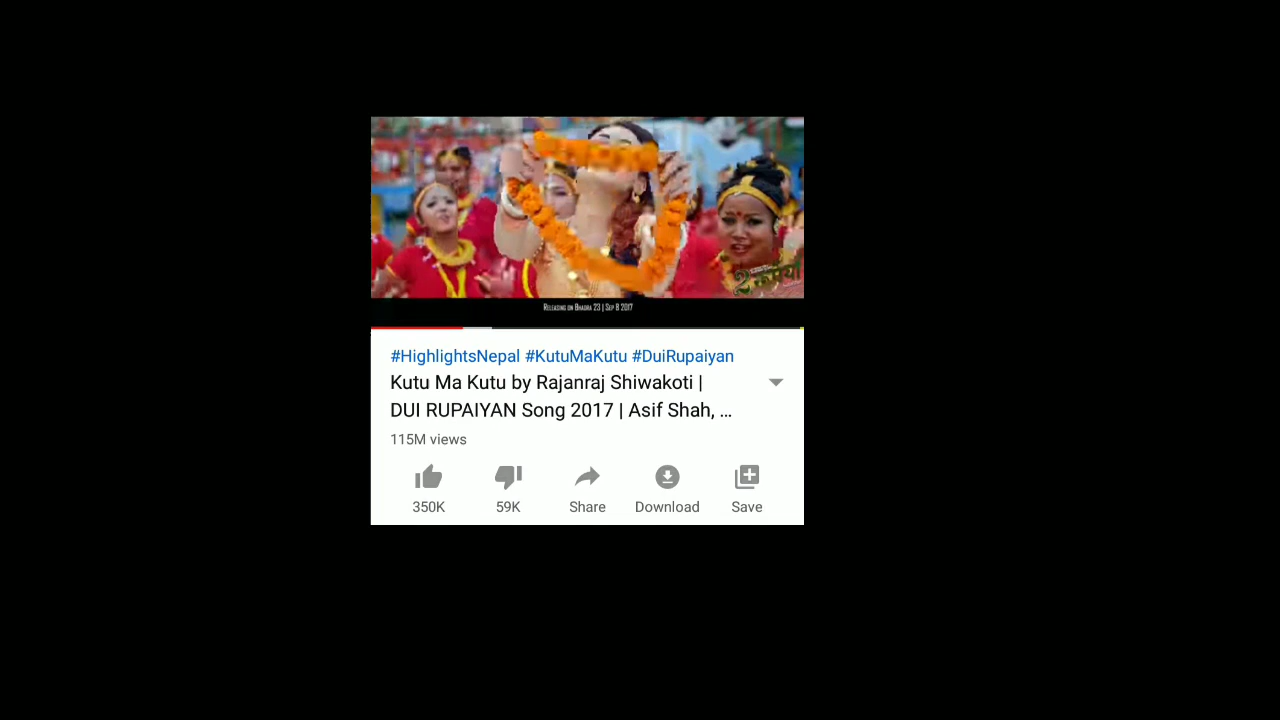 2 रूपैयाँ
Releasing on Bhadra 23 | Sep 8 2017
#HighlightsNepal #KutuMaKutu #DuiRupaiyan
Kutu Ma Kutu by Rajanraj Shiwakoti |
DUI RUPAIYAN Song 2017 | Asif Shah, ...
115M views
350K 59K Share Download Save